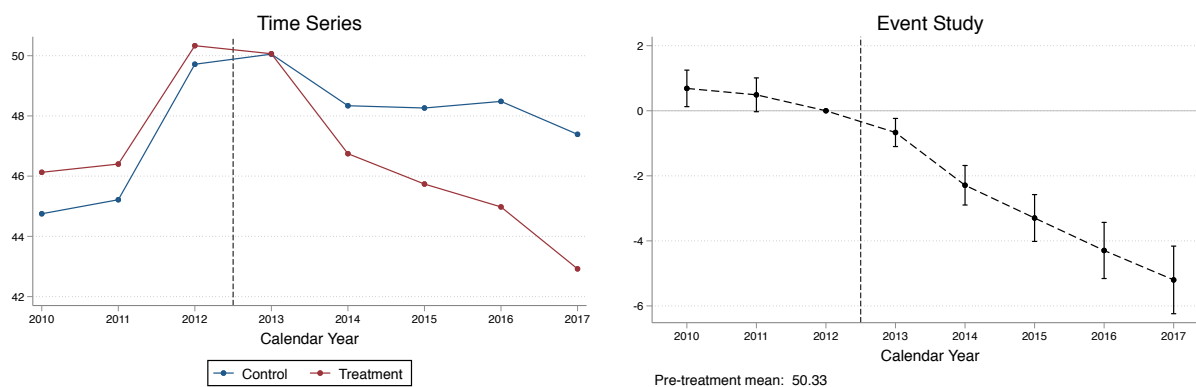 Time Series
50
48
46
44
42
2010 2011 2012 2013 2014 2015 2016 2017
Calendar Year
Control Treatment
Event Study
2
0
-2
-4
-6
2010 2011 2012 2013 2014 2015 2016 2017
Calendar Year
Pre-treatment mean: 50.33